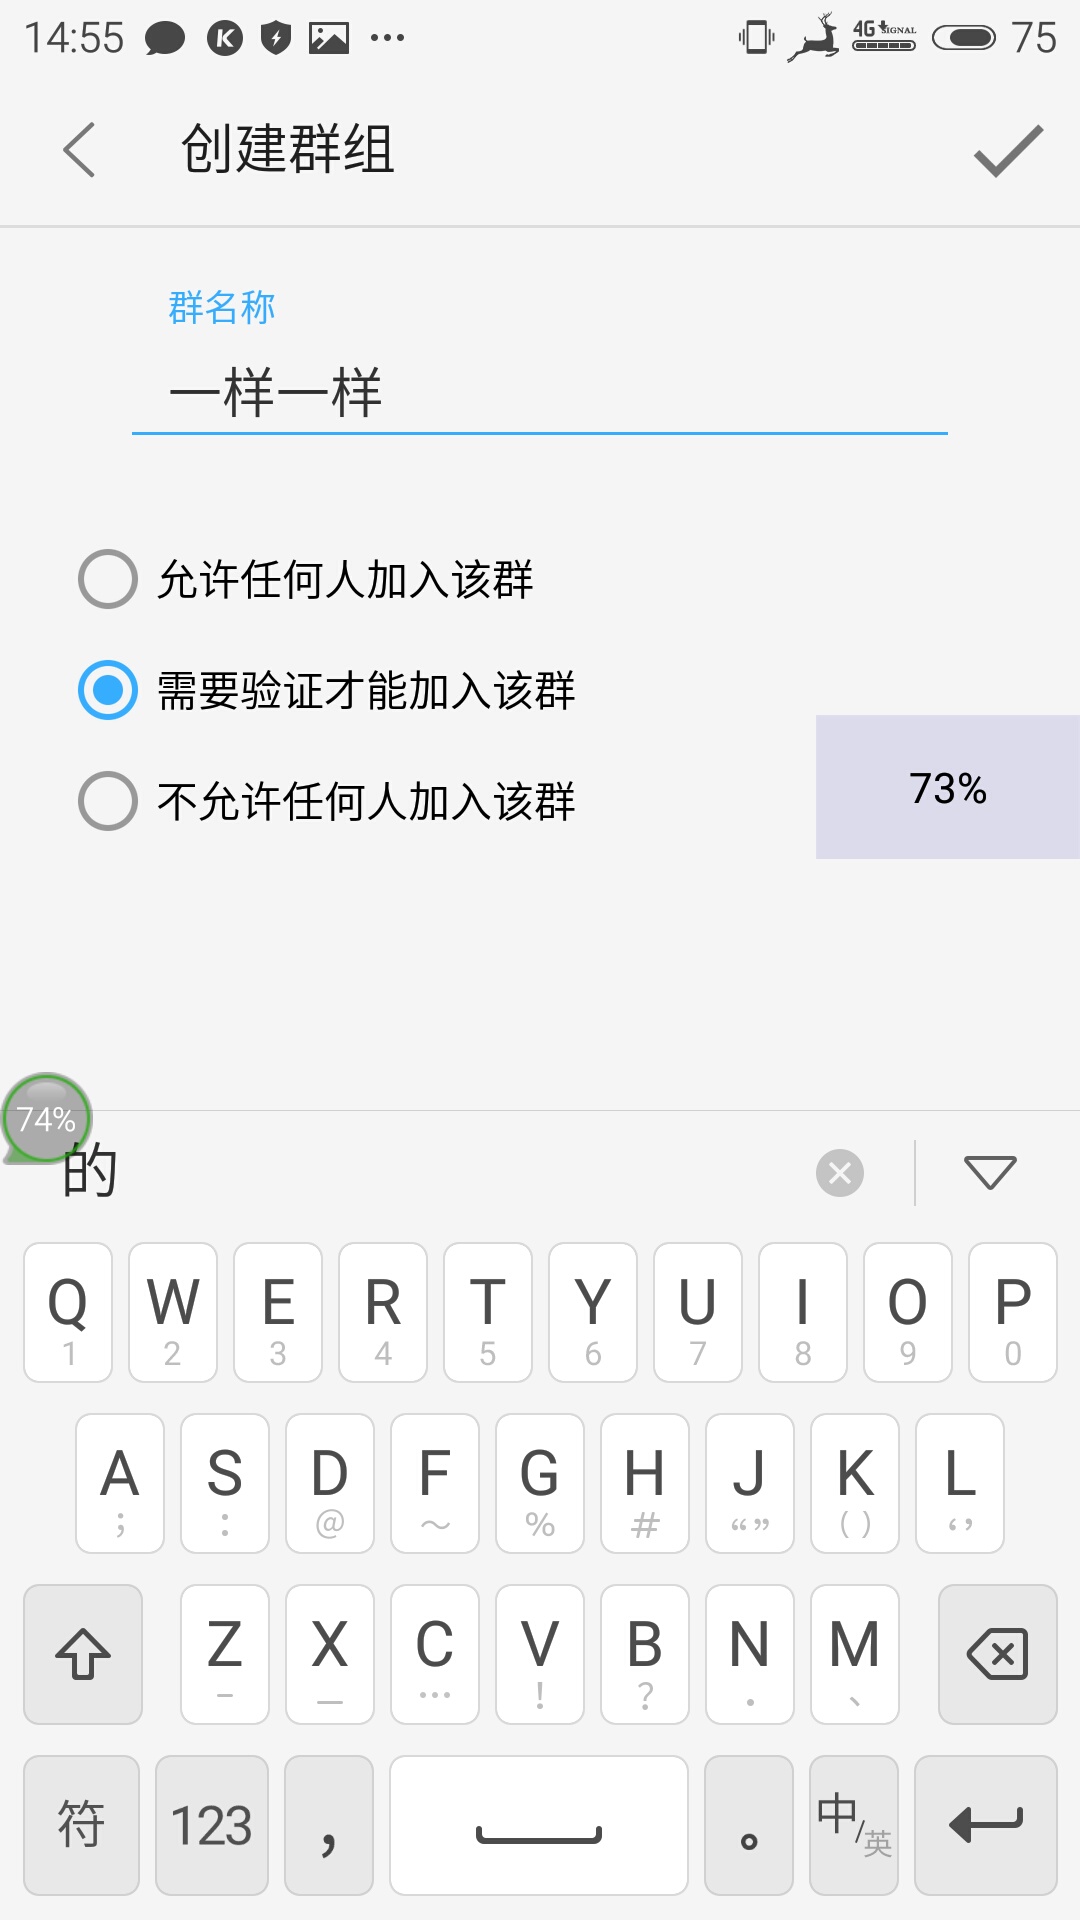 14:55 K 4G SIGNAL 75
创建群组
群名称
一样一样
允许任何人加入该群
需要验证才能加入该群
73%
不允许任何人加入该群
74%
的
Q W E R T Y U I O P
1 2 3 4 5 6 7 8 9 0
A S D F G H J K L
; : @ ～ % # “” () ‘’
Z X C V B N M
- — … ! ? . 、
符 123 ， 。 中/英